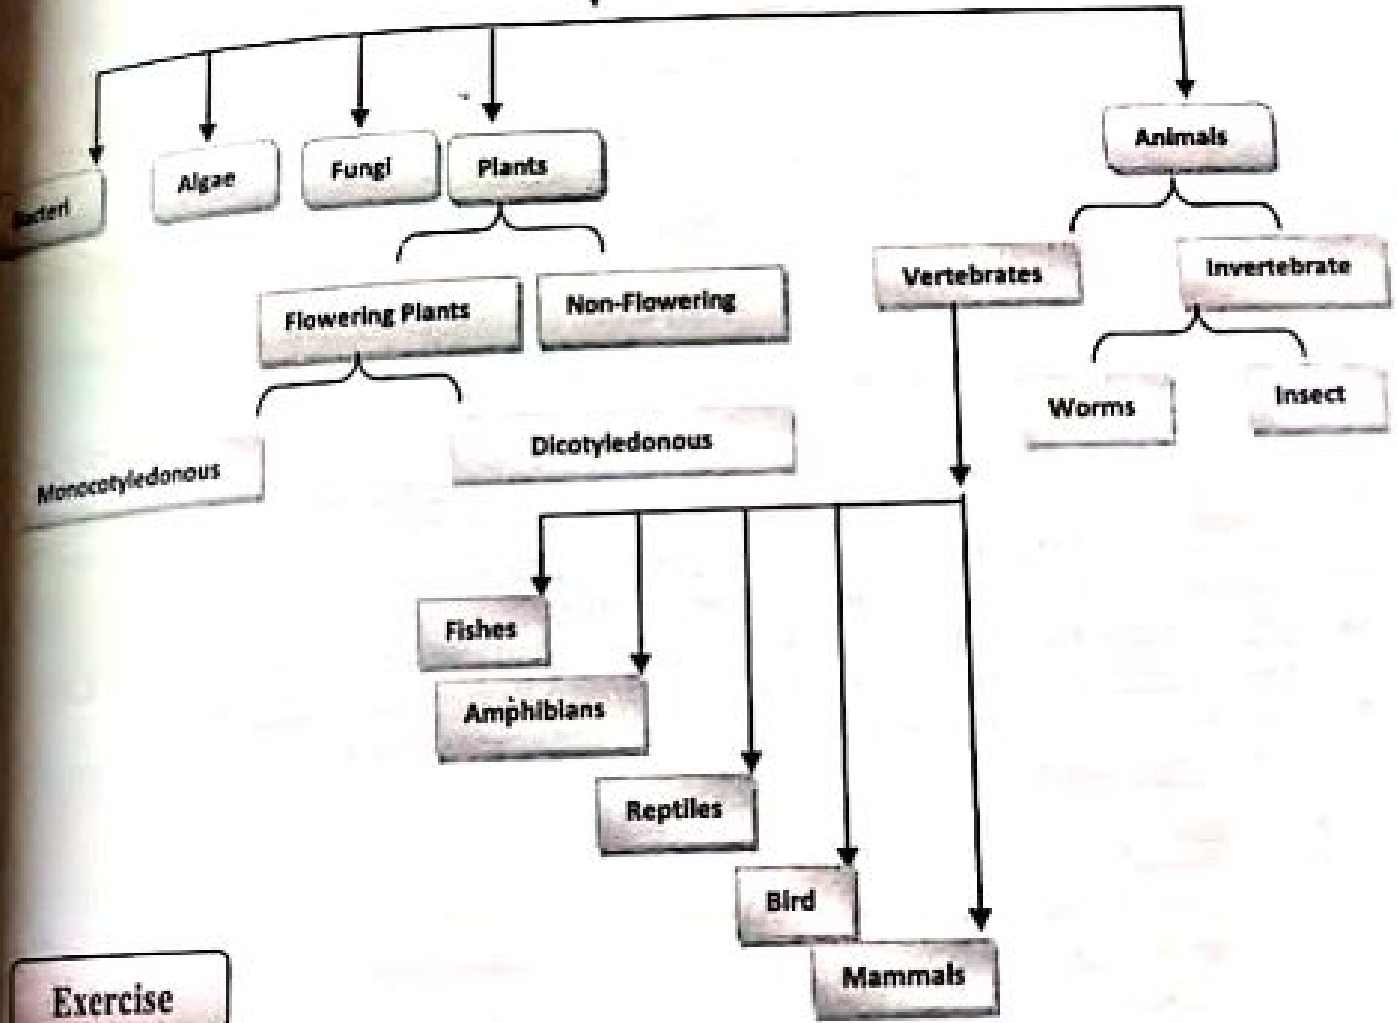 Animals
Plants
Fungi
Algae
Bacteri
Vertebrates
Invertebrate
Flowering Plants
Non-Flowering
Worms
Insect
Monocotyledonous
Dicotyledonous
Fishes
Amphibians
Reptiles
Bird
Mammals
Exercise